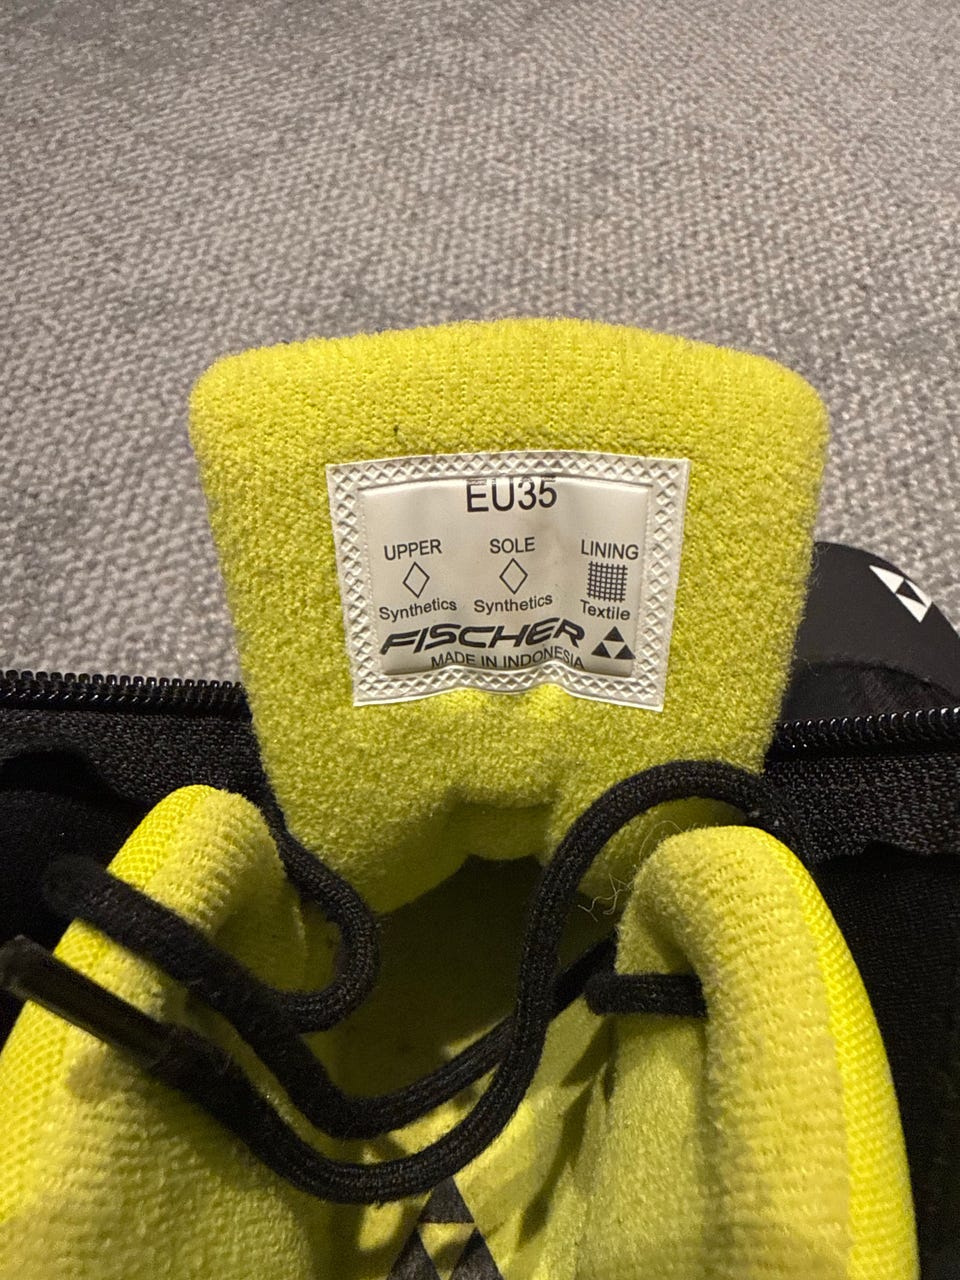 EU35
UPPER SOLE LINING
Synthetics Synthetics Textile
FISCHER
MADE IN INDONESIA